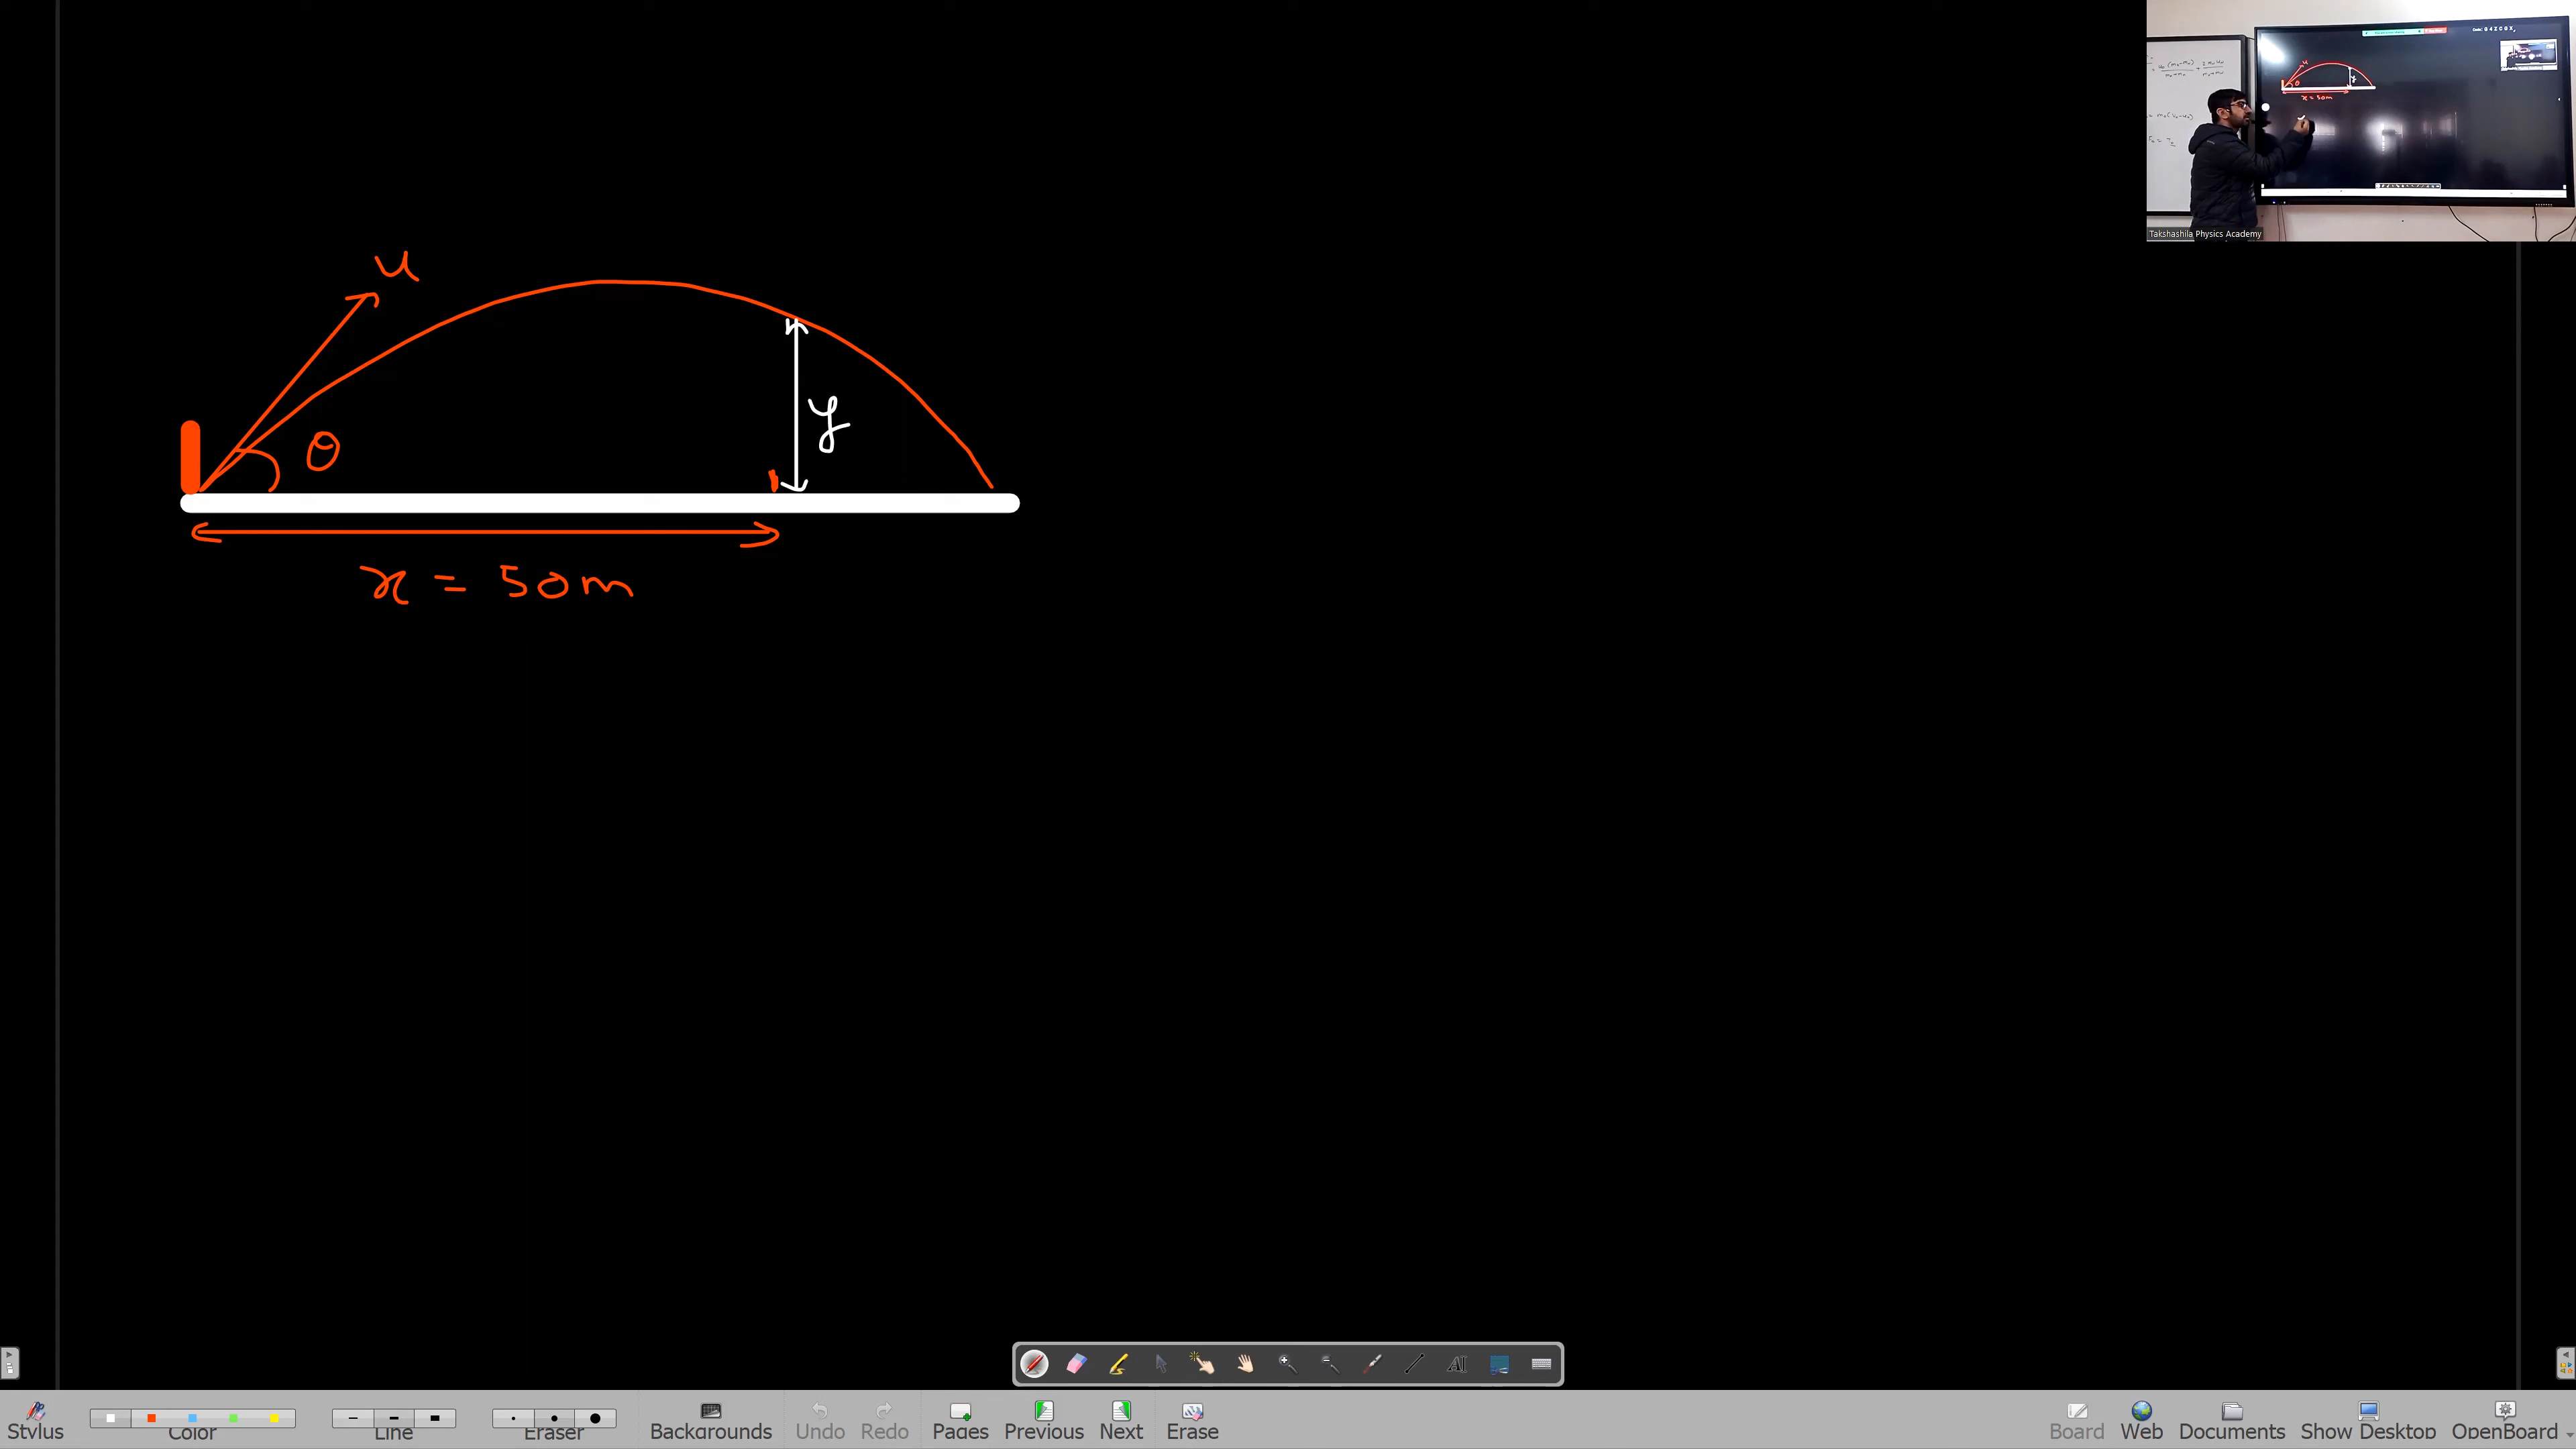 u
θ
y
x = 50m
Takshashila Physics Academy
x = 50m
Stylus
Color
Line
Eraser
Backgrounds
Undo
Redo
Pages
Previous
Next
Erase
Board
Web
Documents
Show Desktop
OpenBoard